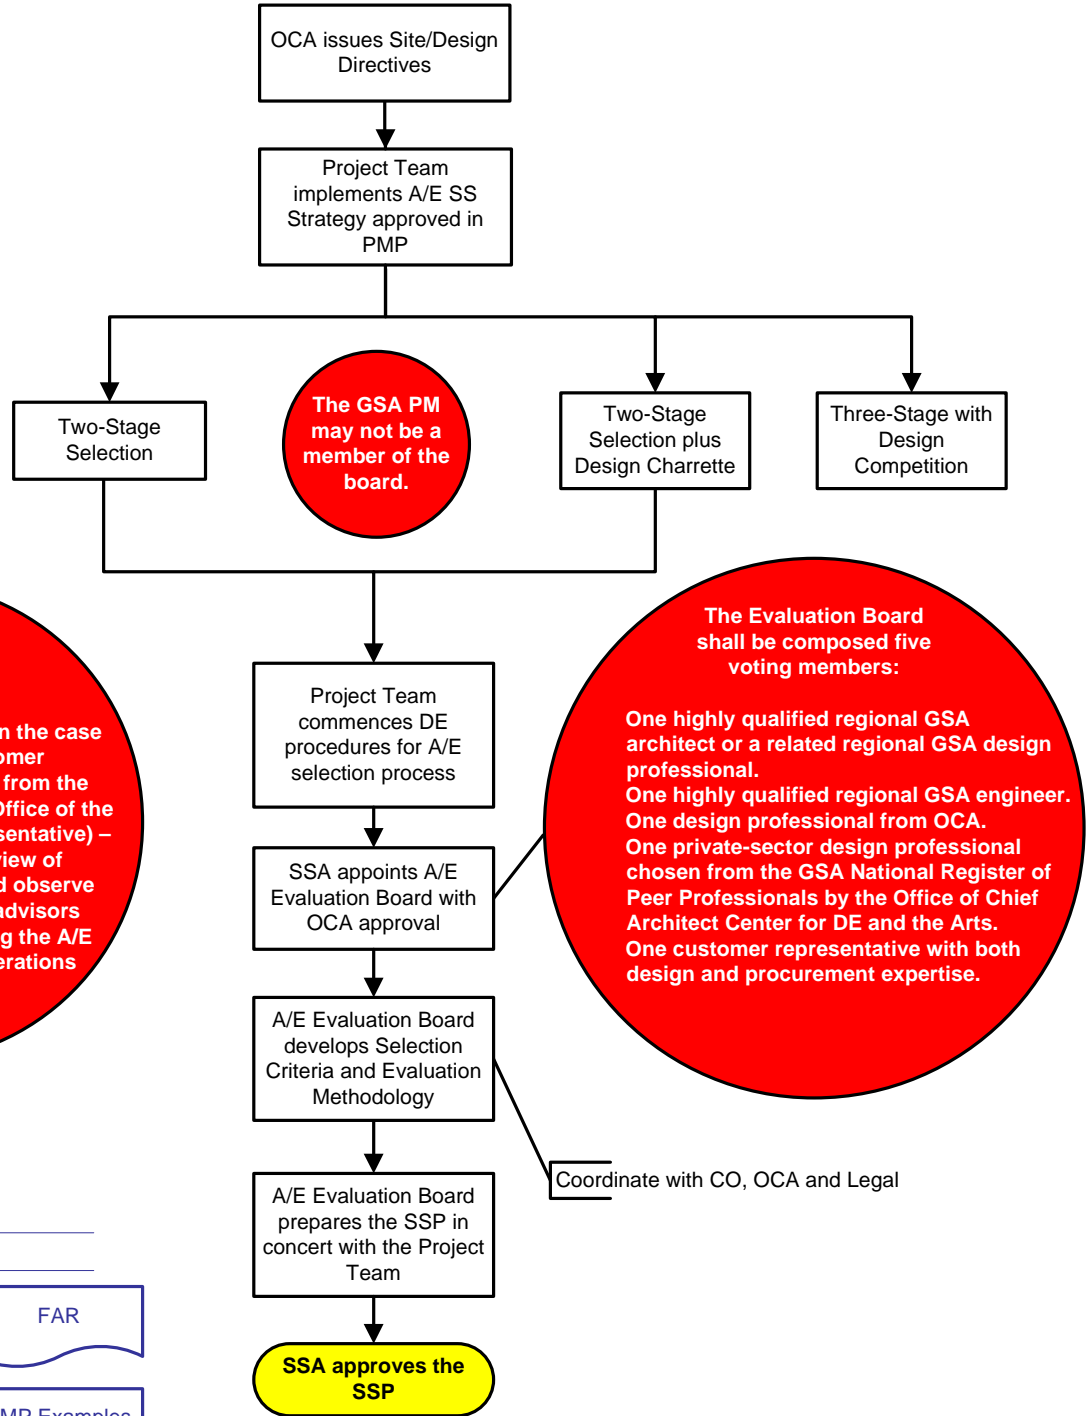 OCA issues Site/Design
Directives
Project Team
implements A/E SS
Strategy approved in
PMP
Two-Stage
Selection
The GSA PM
may not be a
member of the
board.
Two-Stage
Selection plus
Design Charrette
Three-Stage with
Design
Competition
The Evaluation Board
shall be composed five
voting members:
One highly qualified regional GSA
architect or a related regional GSA design
professional.
One highly qualified regional GSA engineer.
One design professional from OCA.
One private-sector design professional
chosen from the GSA National Register of
Peer Professionals by the Office of Chief
Architect Center for DE and the Arts.
One customer representative with both
design and procurement expertise.
Project Team
commences DE
procedures for A/E
selection process
the case
from the
Office of the
–
view of
observe
advisors
the A/E
SSA appoints A/E
Evaluation Board with
OCA approval
A/E Evaluation Board
develops Selection
Criteria and Evaluation
Methodology
Coordinate with CO, OCA and Legal
A/E Evaluation Board
prepares the SSP in
concert with the Project
Team
FAR
SSA approves the
SSP
Examples